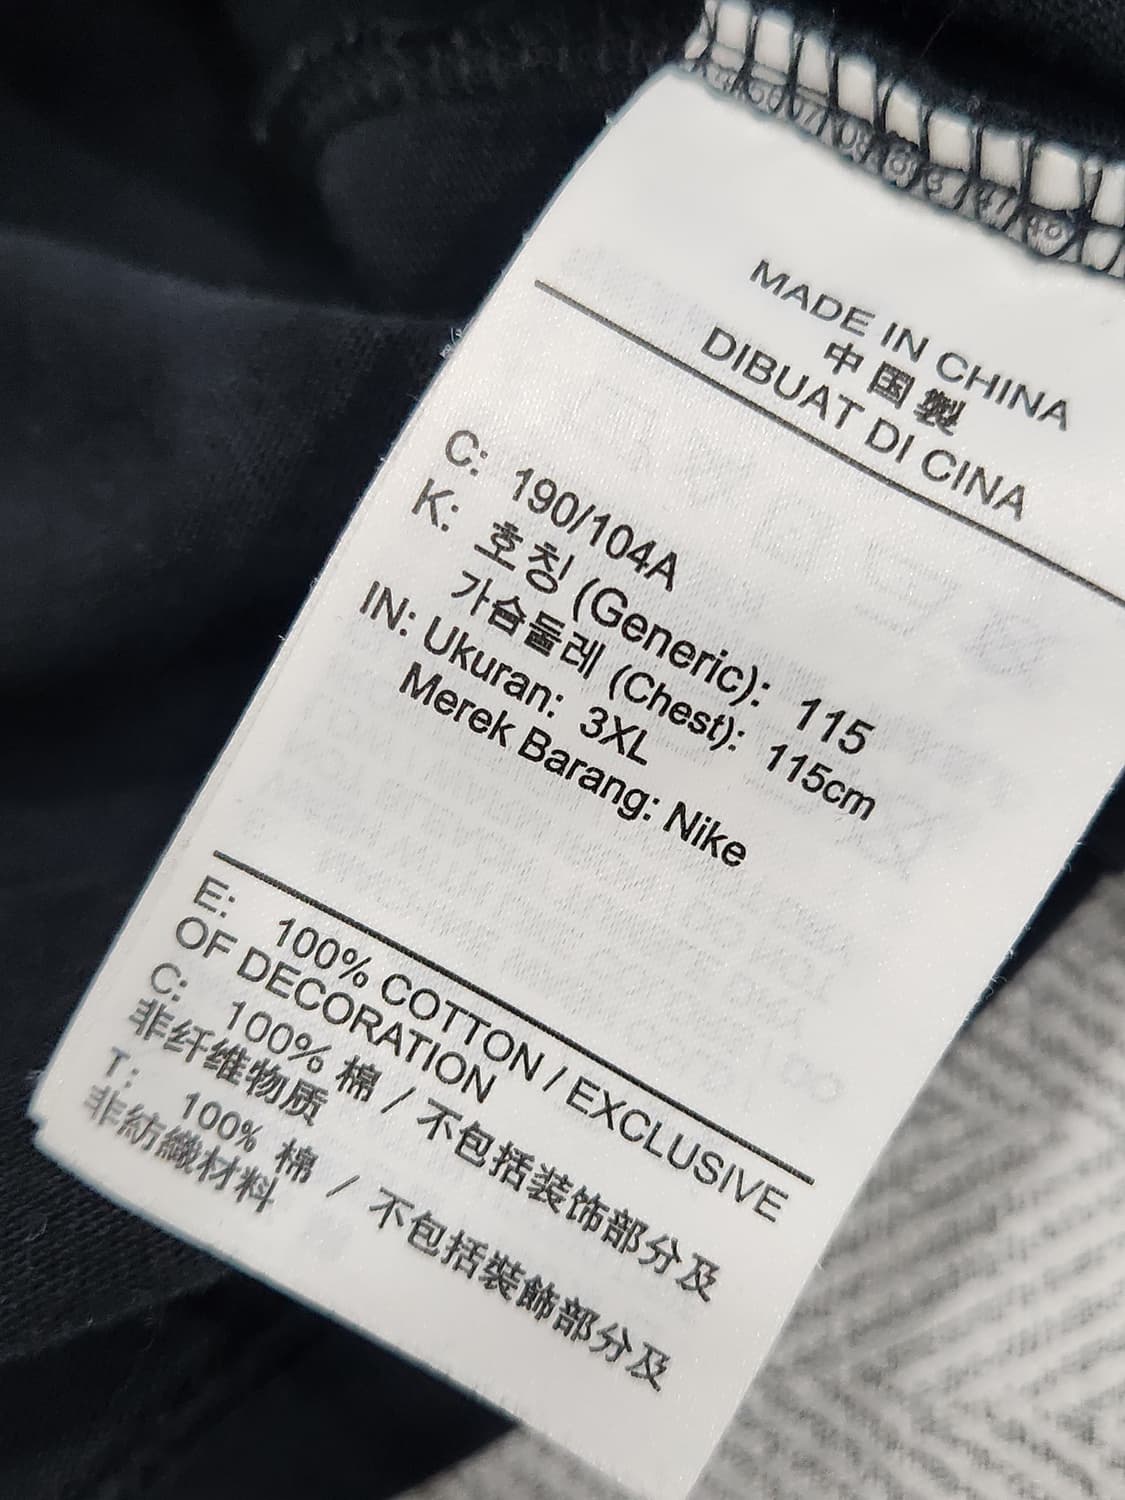 MADE IN CHINA
中国製
DIBUAT DI CINA
C: 190/104A
K: 호칭 (Generic): 115
가슴둘레 (Chest): 115cm
IN: Ukuran: 3XL
Merek Barang: Nike
E: 100% COTTON / EXCLUSIVE
OF DECORATION
C: 100% 棉 / 不包括装饰部分及
非纤维物质
T: 100% 棉 / 不包括裝飾部分及
非紡織材料